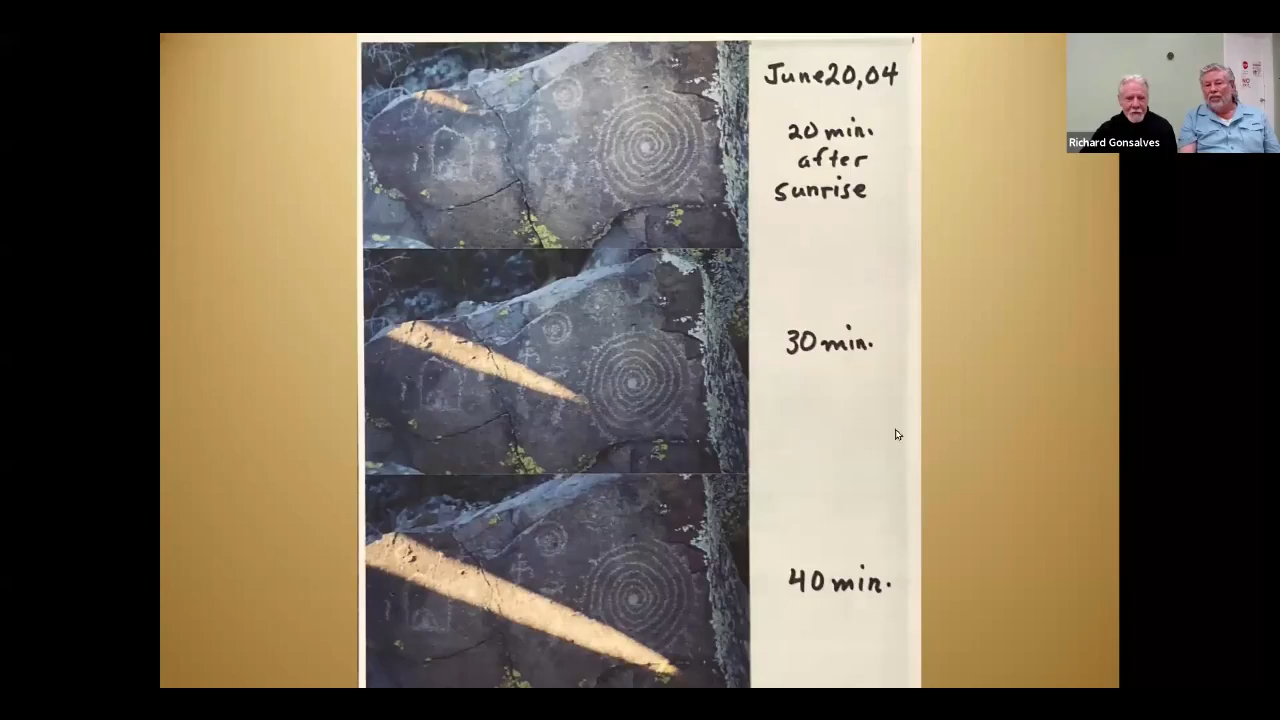 June 20, 04
20 min.
after
sunrise
30 min.
40 min.
Richard Gonsalves